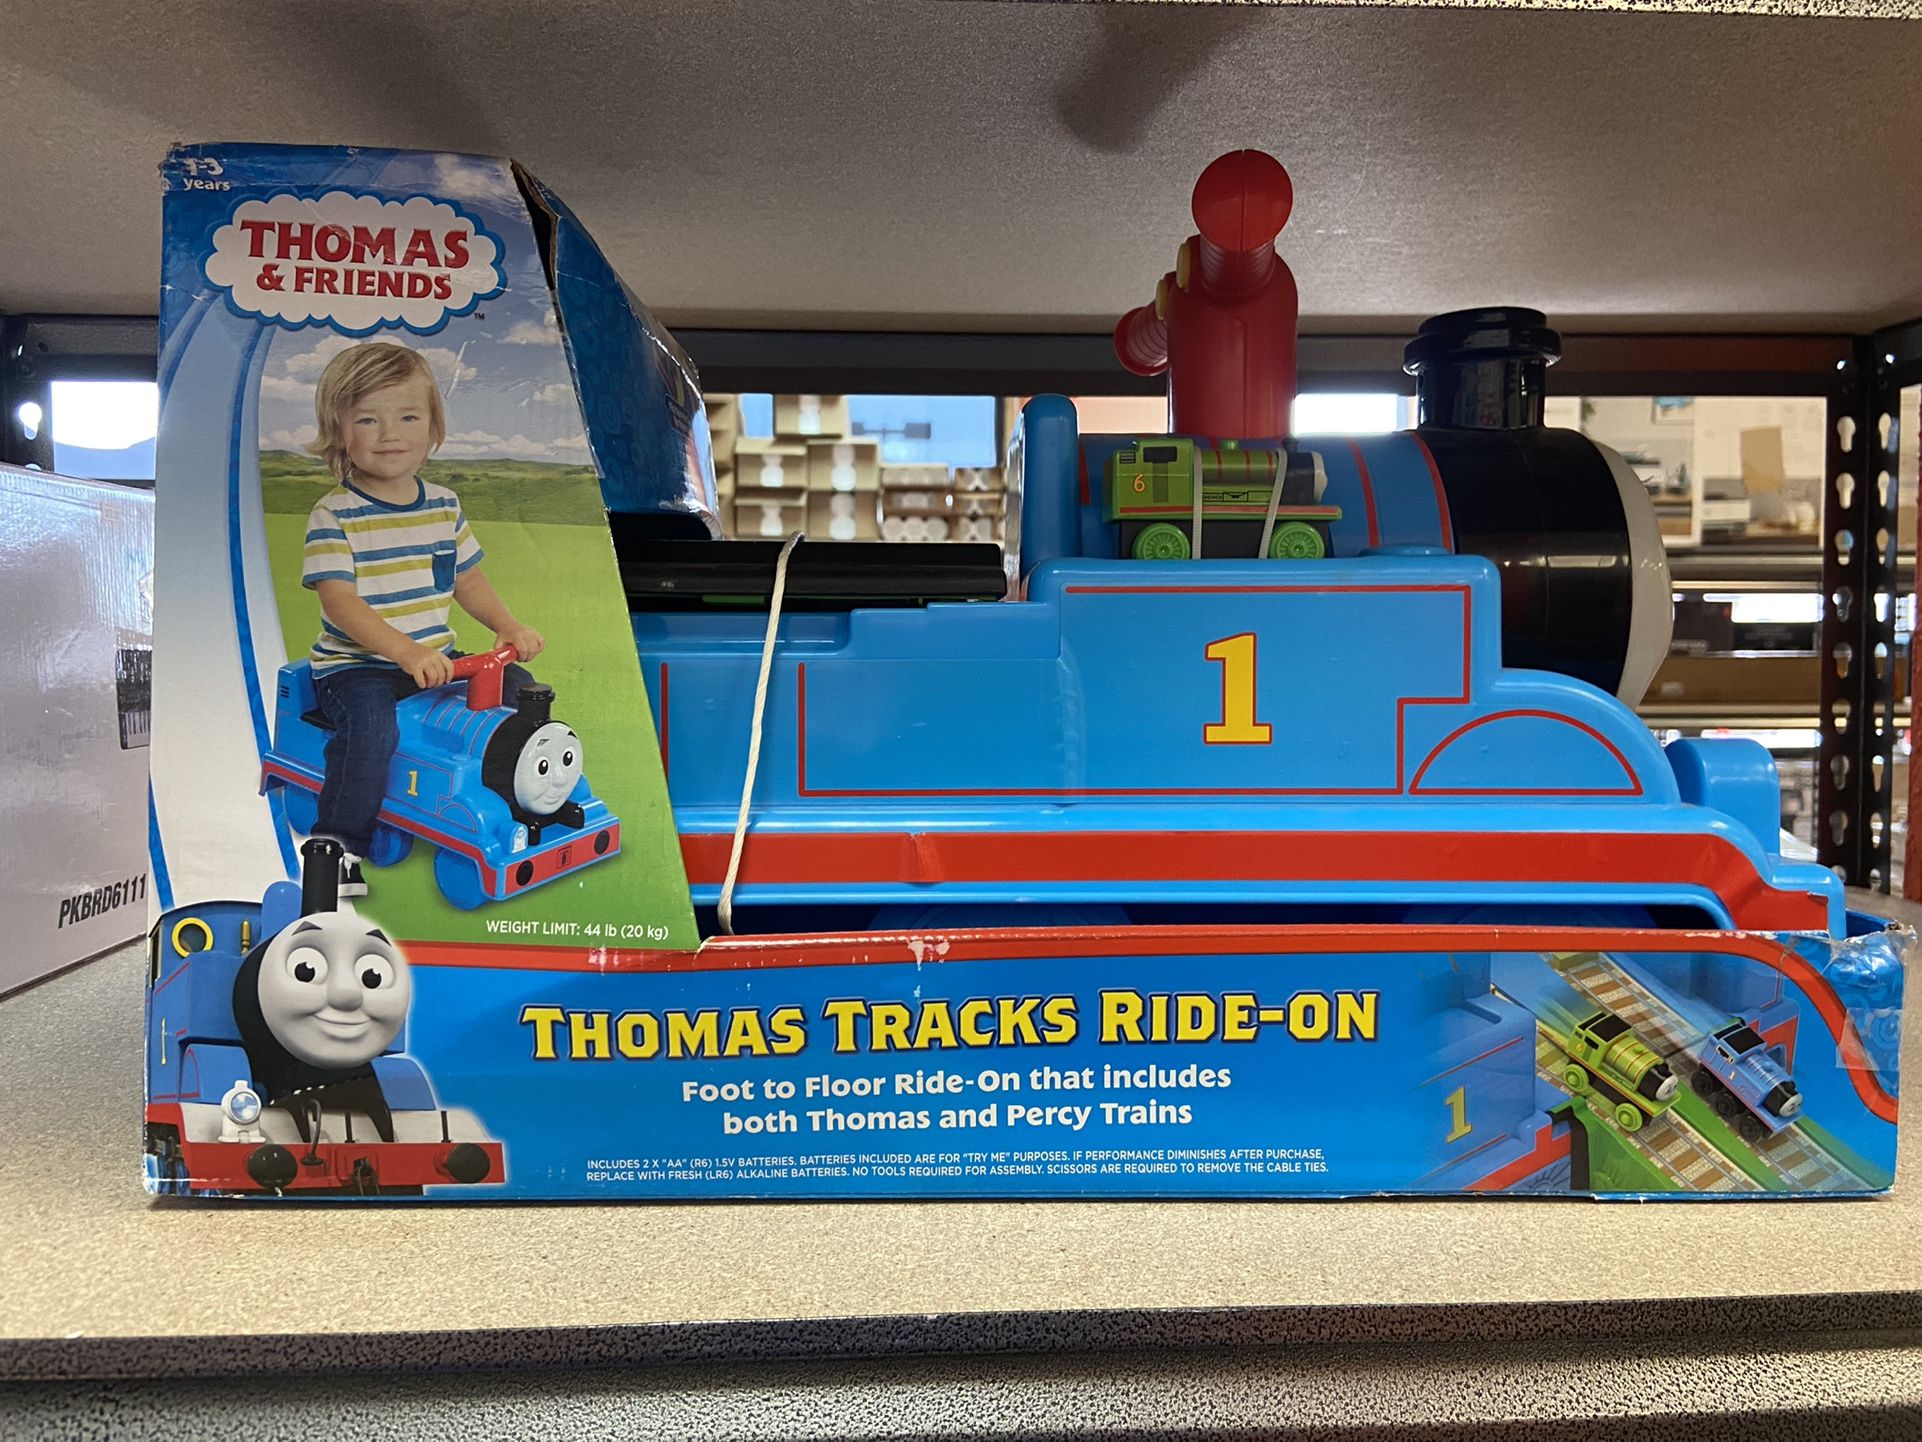 1-3
years
THOMAS
& FRIENDS
™
1
WEIGHT LIMIT: 44 lb (20 kg)
6
1
PKBRD6111
THOMAS TRACKS RIDE-ON
Foot to Floor Ride-On that includes
both Thomas and Percy Trains
INCLUDES 2 X "AA" (R6) 1.5V BATTERIES. BATTERIES INCLUDED ARE FOR "TRY ME" PURPOSES. IF PERFORMANCE DIMINISHES AFTER PURCHASE,
REPLACE WITH FRESH (LR6) ALKALINE BATTERIES. NO TOOLS REQUIRED FOR ASSEMBLY. SCISSORS ARE REQUIRED TO REMOVE THE CABLE TIES.
1
6
1